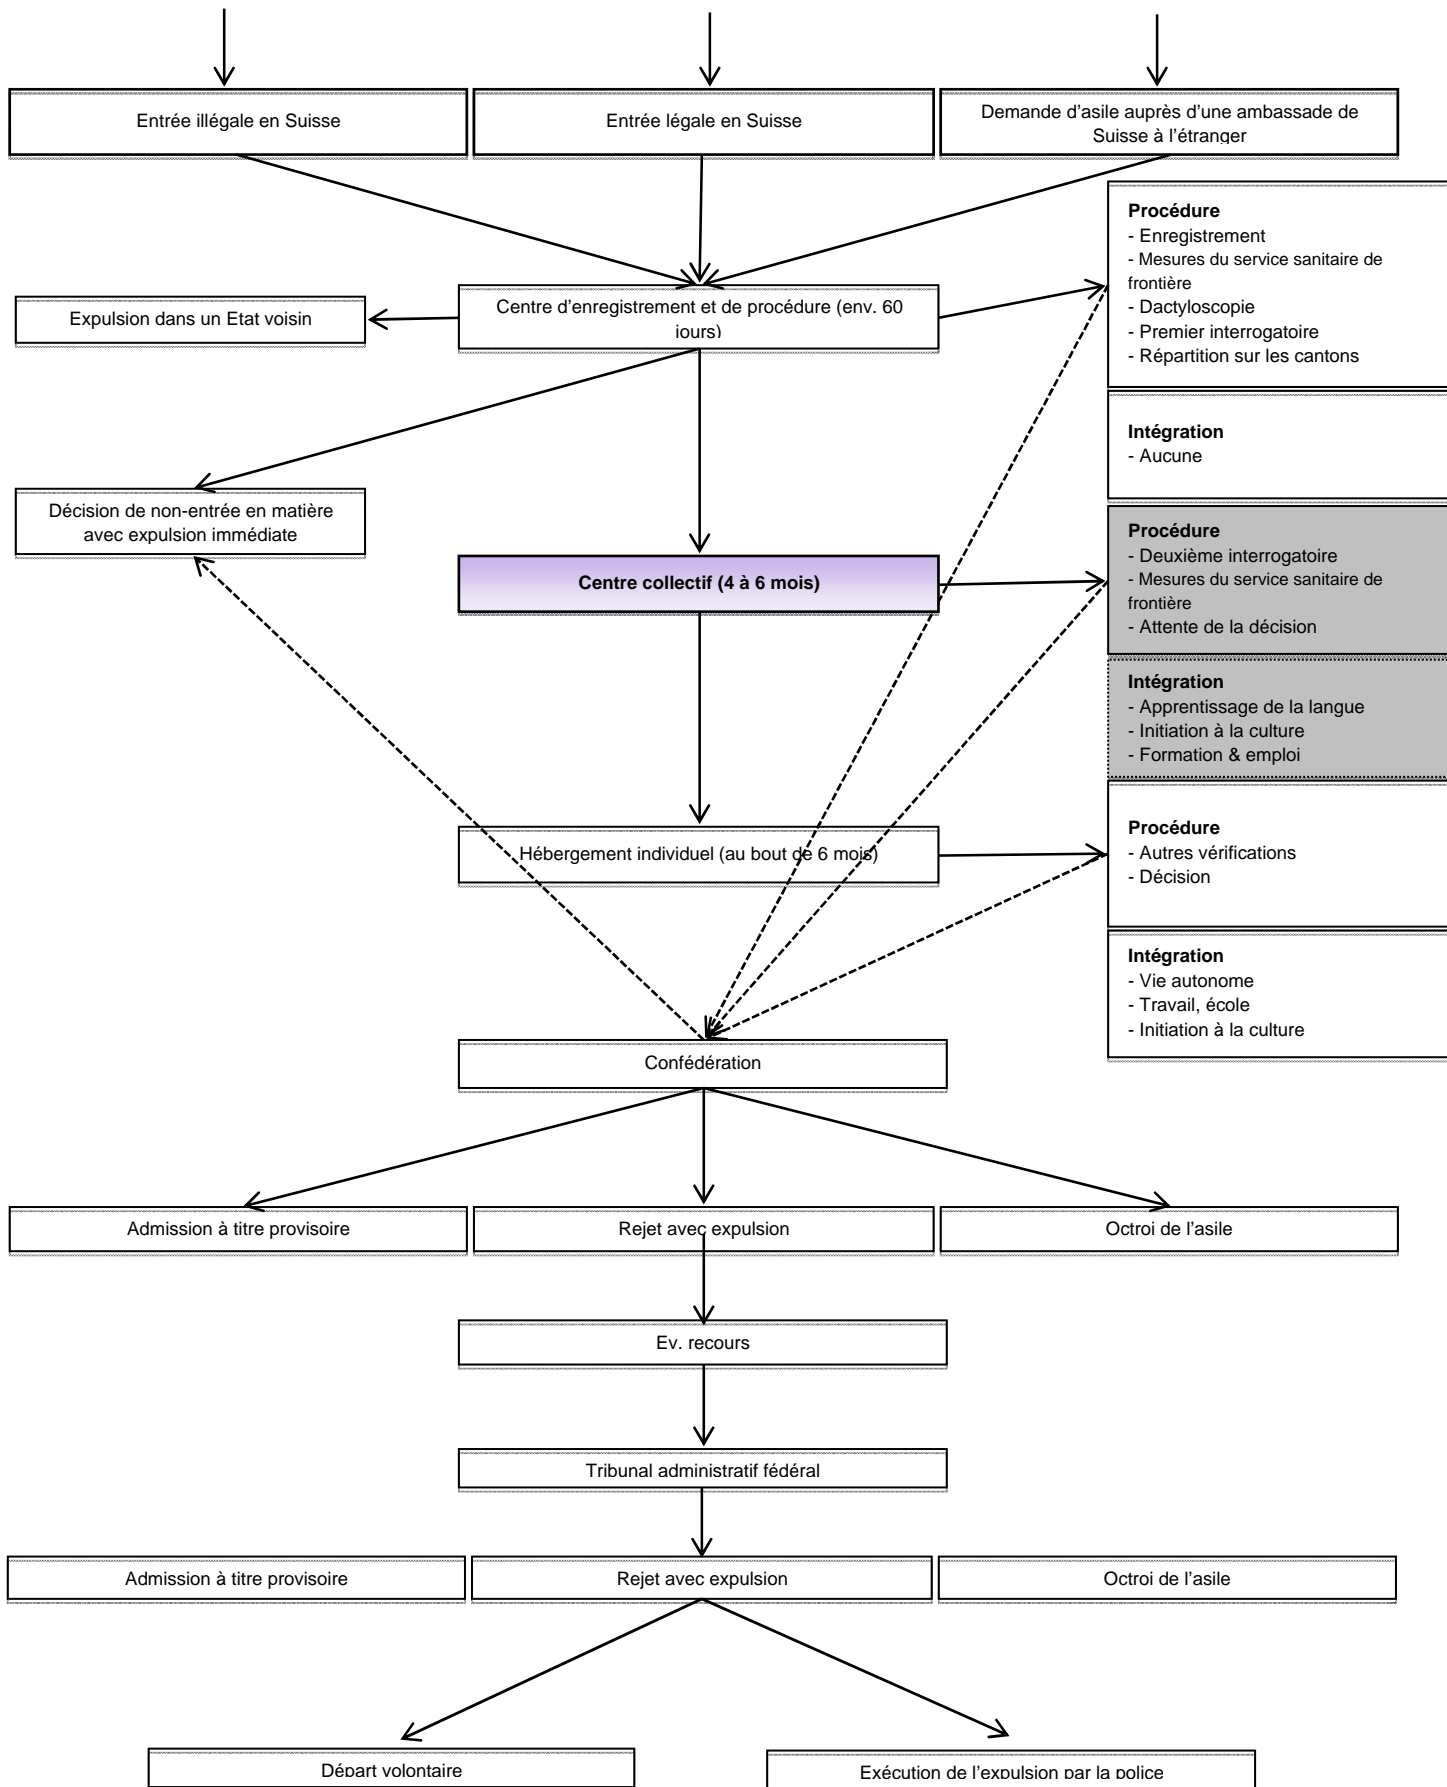 Entrée illégale en Suisse
Entrée légale en Suisse
Demande d'asile auprès d'une ambassade de
Suisse à l'étranger
Procédure
- Enregistrement
- Mesures du service sanitaire de
frontière
- Dactyloscopie
- Premier interrogatoire
- Répartition sur les cantons
Expulsion dans un Etat voisin
Centre d'enregistrement et de procédure (env. 60
jours)
Intégration
- Aucune
Décision de non-entrée en matière
avec expulsion immédiate
Centre collectif (4 à 6 mois)
Procédure
- Deuxième interrogatoire
- Mesures du service sanitaire de
frontière
- Attente de la décision
Intégration
- Apprentissage de la langue
- Initiation à la culture
- Formation & emploi
Hébergement individuel (au bout de 6 mois)
Procédure
- Autres vérifications
- Décision
Intégration
- Vie autonome
- Travail, école
- Initiation à la culture
Confédération
Admission à titre provisoire
Rejet avec expulsion
Octroi de l'asile
Ev. recours
Tribunal administratif fédéral
Admission à titre provisoire
Rejet avec expulsion
Octroi de l'asile
Départ volontaire
Exécution de l'expulsion par la police